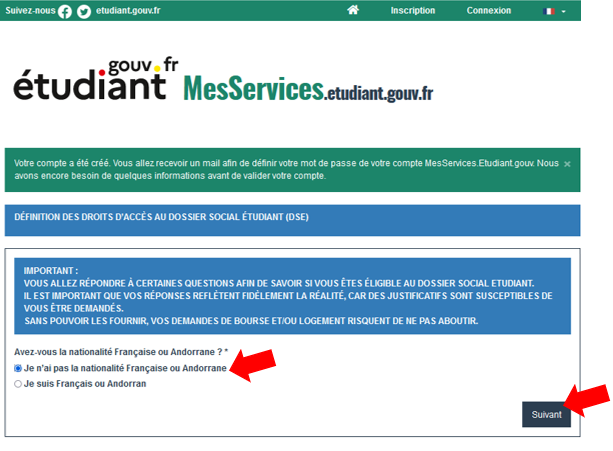 Suivez-nous etudiant.gouv.fr Inscription Connexion
gouv.fr
étudiant MesServices.etudiant.gouv.fr
Votre compte a été créé. Vous allez recevoir un mail afin de définir votre mot de passe de votre compte MesServices.Etudiant.gouv. Nous ×
avons encore besoin de quelques informations avant de valider votre compte.
DÉFINITION DES DROITS D'ACCÈS AU DOSSIER SOCIAL ÉTUDIANT (DSE)
IMPORTANT :
VOUS ALLEZ RÉPONDRE À CERTAINES QUESTIONS AFIN DE SAVOIR SI VOUS ÊTES ÉLIGIBLE AU DOSSIER SOCIAL ETUDIANT.
IL EST IMPORTANT QUE VOS RÉPONSES REFLÈTENT FIDÈLEMENT LA RÉALITÉ, CAR DES JUSTIFICATIFS SONT SUSCEPTIBLES DE
VOUS ÊTRE DEMANDÉS.
SANS POUVOIR LES FOURNIR, VOS DEMANDES DE BOURSE ET/OU LOGEMENT RISQUENT DE NE PAS ABOUTIR.
Avez-vous la nationalité Française ou Andorrane ? *
Je n'ai pas la nationalité Française ou Andorrane
Je suis Français ou Andorran
Suivant